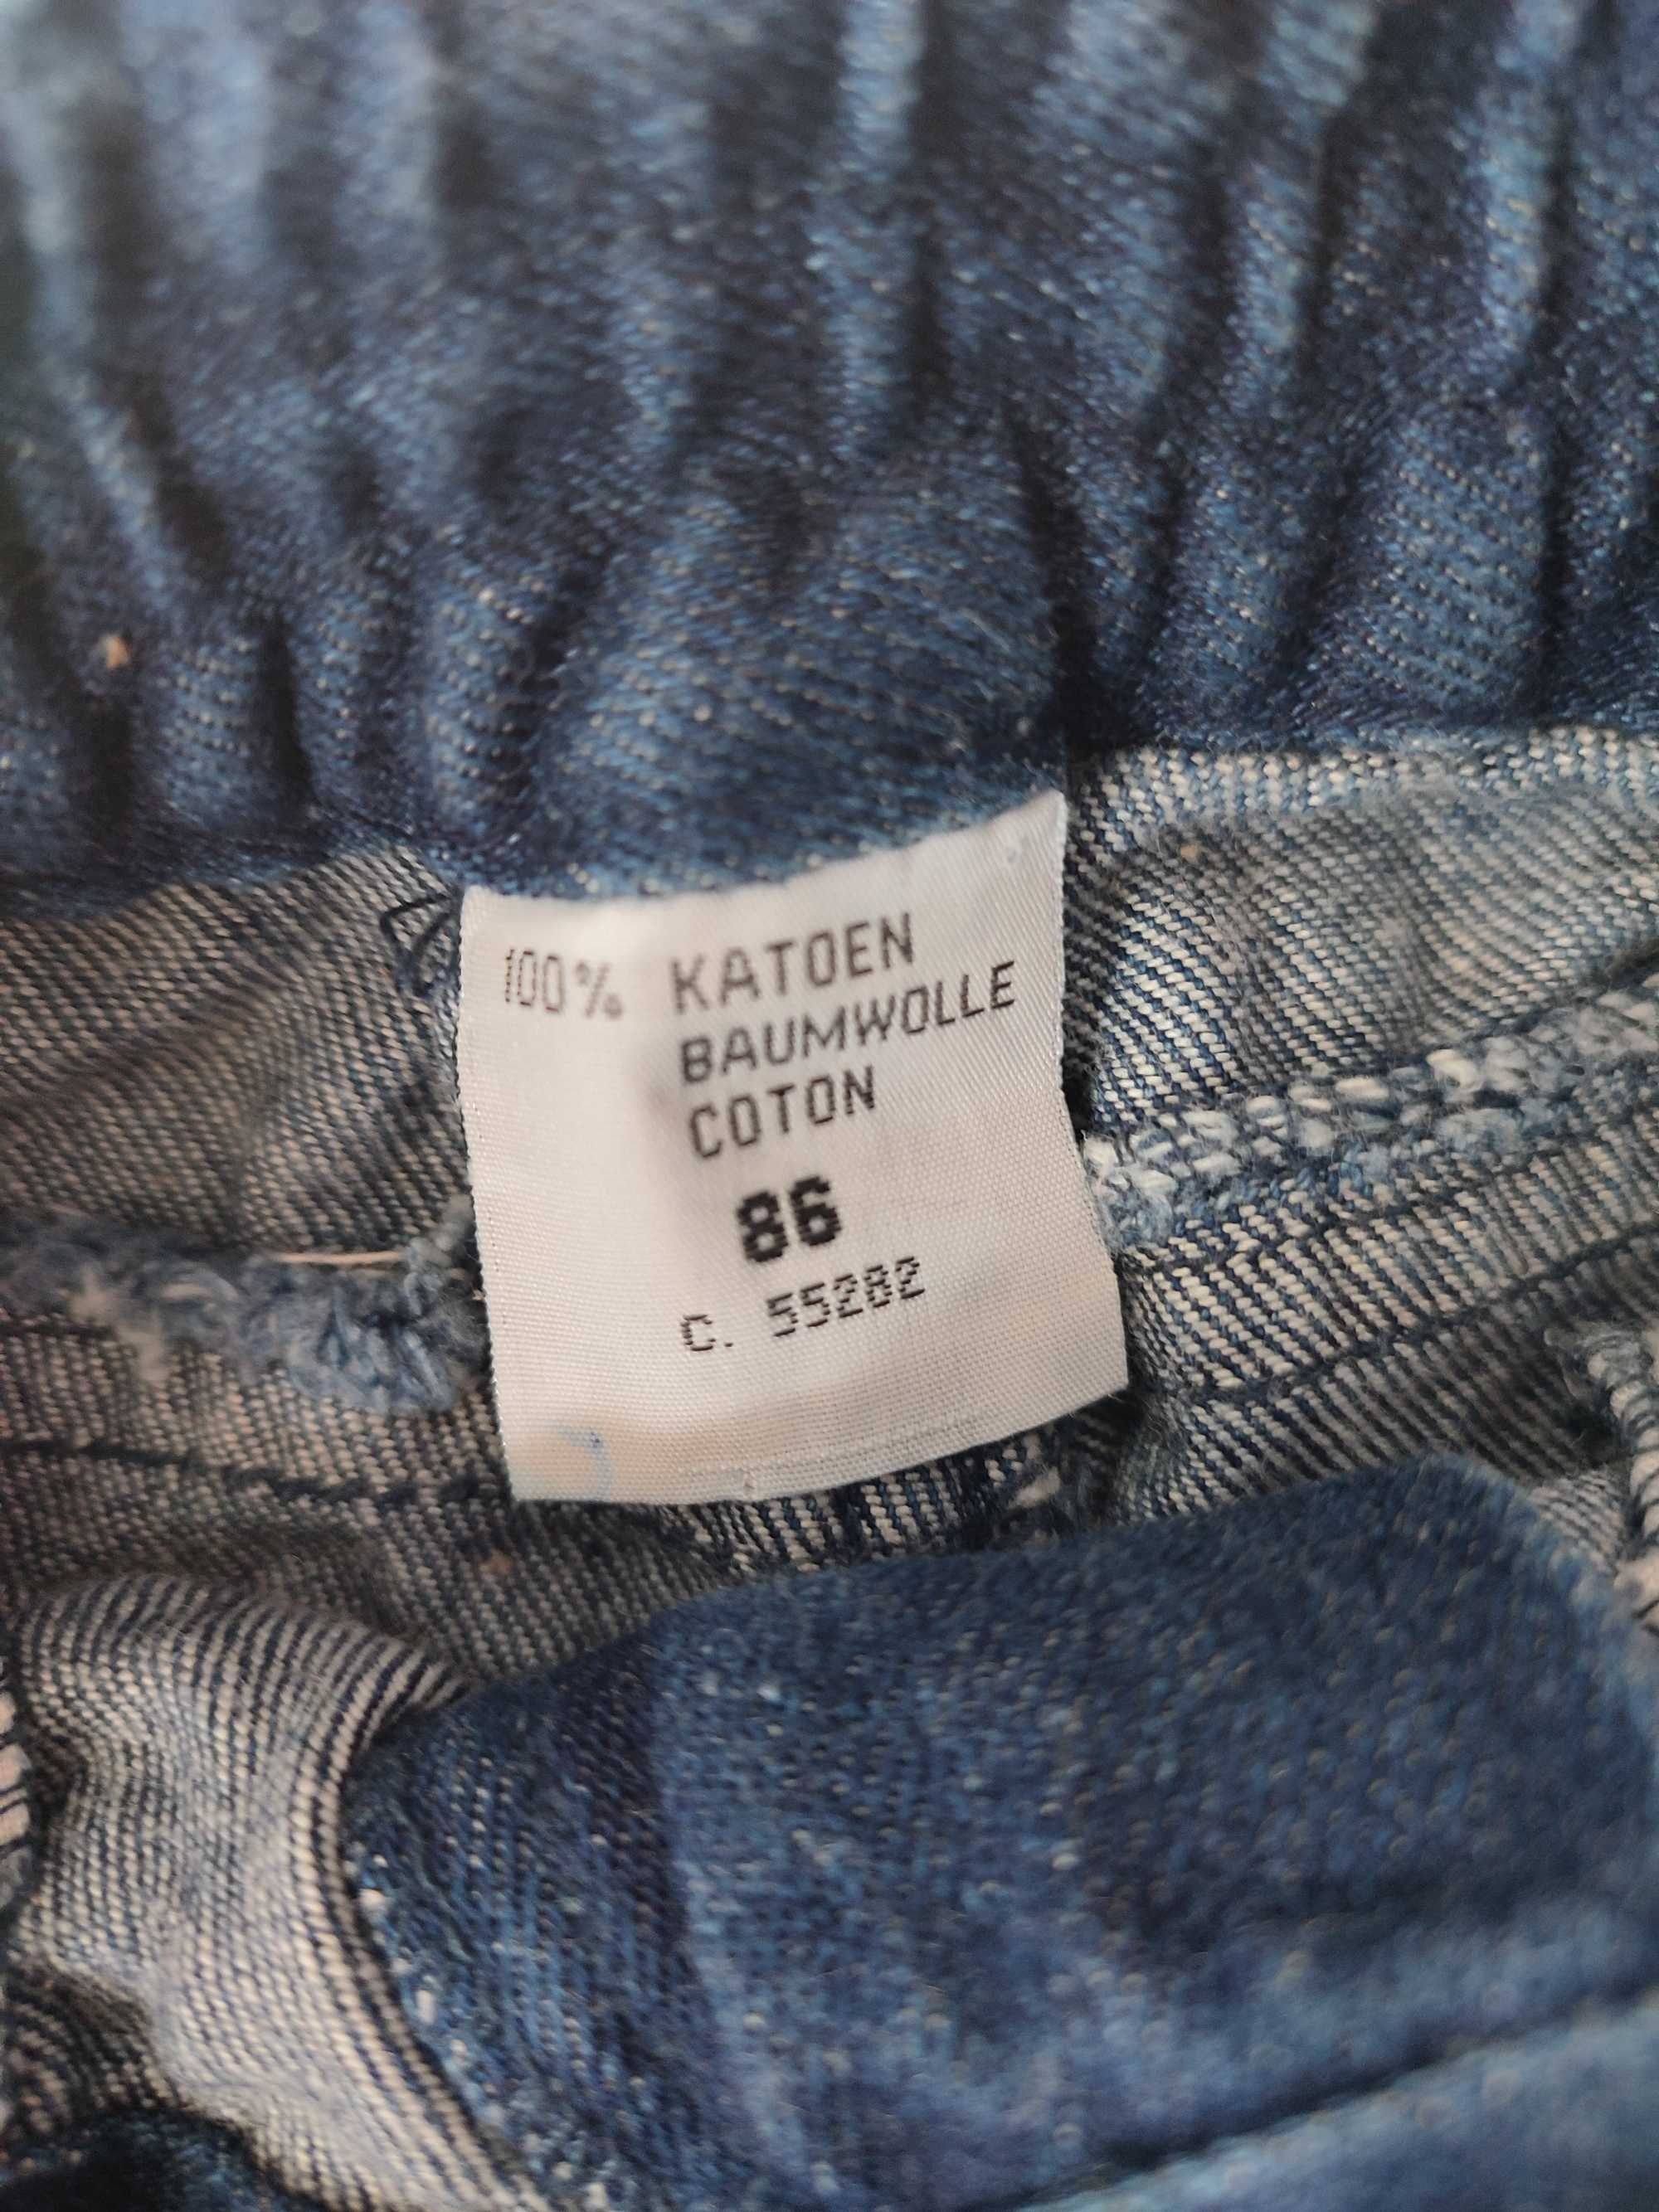 100% KATOEN
BAUMWOLLE
COTON
86
C. 55282